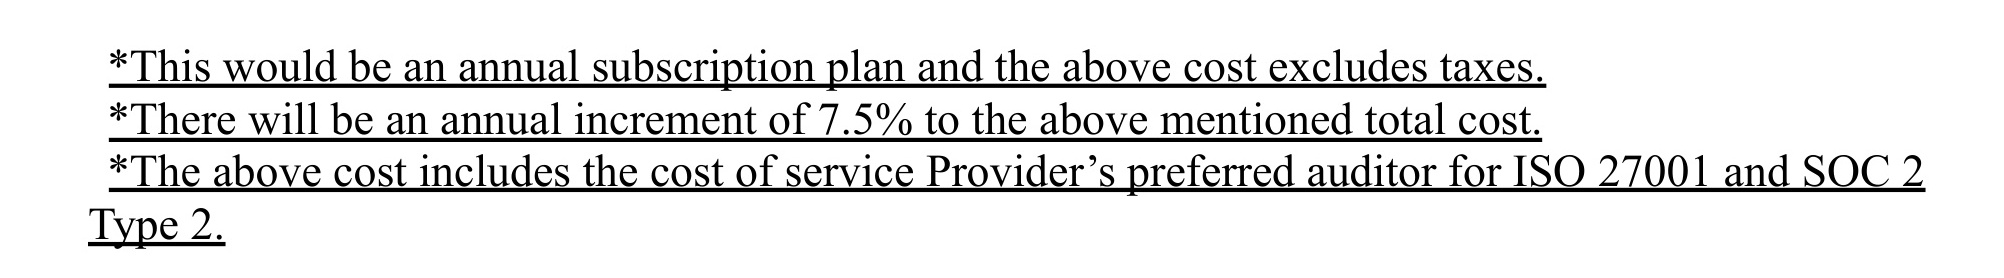 *This would be an annual subscription plan and the above cost excludes taxes.
*There will be an annual increment of 7.5% to the above mentioned total cost.
*The above cost includes the cost of service Provider’s preferred auditor for ISO 27001 and SOC 2
Type 2.